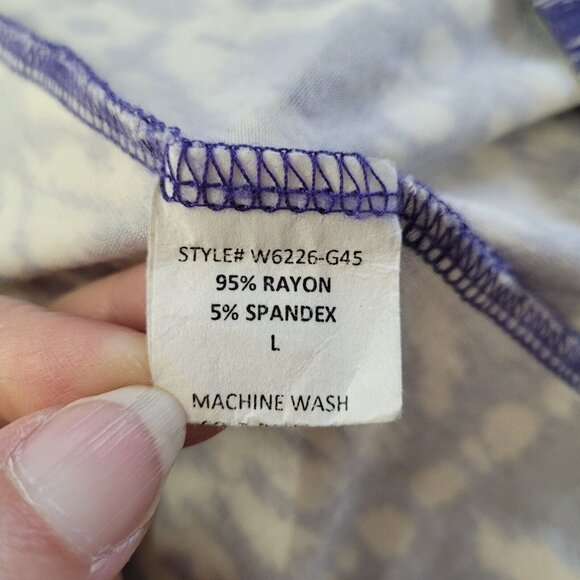 STYLE# W6226-G45
95% RAYON
5% SPANDEX
L
MACHINE WASH